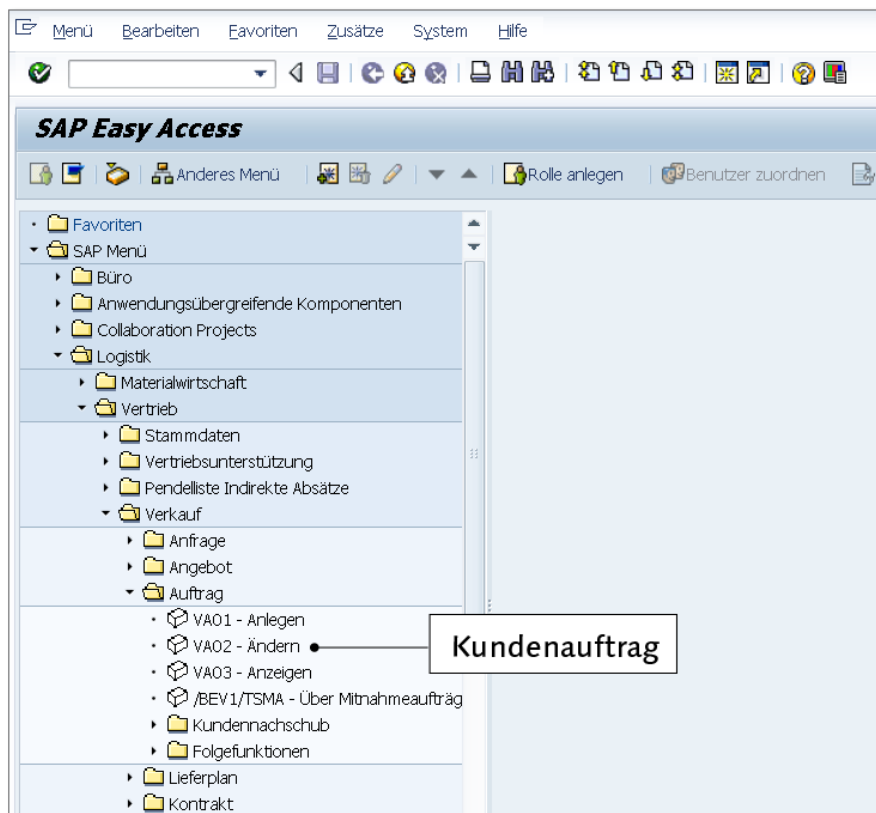 Menü Bearbeiten Favoriten Zusätze System Hilfe
SAP Easy Access
Anderes Menü Rolle anlegen Benutzer zuordnen
Favoriten
SAP Menü
Büro
Anwendungsübergreifende Komponenten
Collaboration Projects
Logistik
Materialwirtschaft
Vertrieb
Stammdaten
Vertriebsunterstützung
Pendelliste Indirekte Absätze
Verkauf
Anfrage
Angebot
Auftrag
VA01 - Anlegen
VA02 - Ändern
Kundenauftrag
VA03 - Anzeigen
/BEV1/TSMA - Über Mitnahmeaufträg
Kundennachschub
Folgefunktionen
Lieferplan
Kontrakt